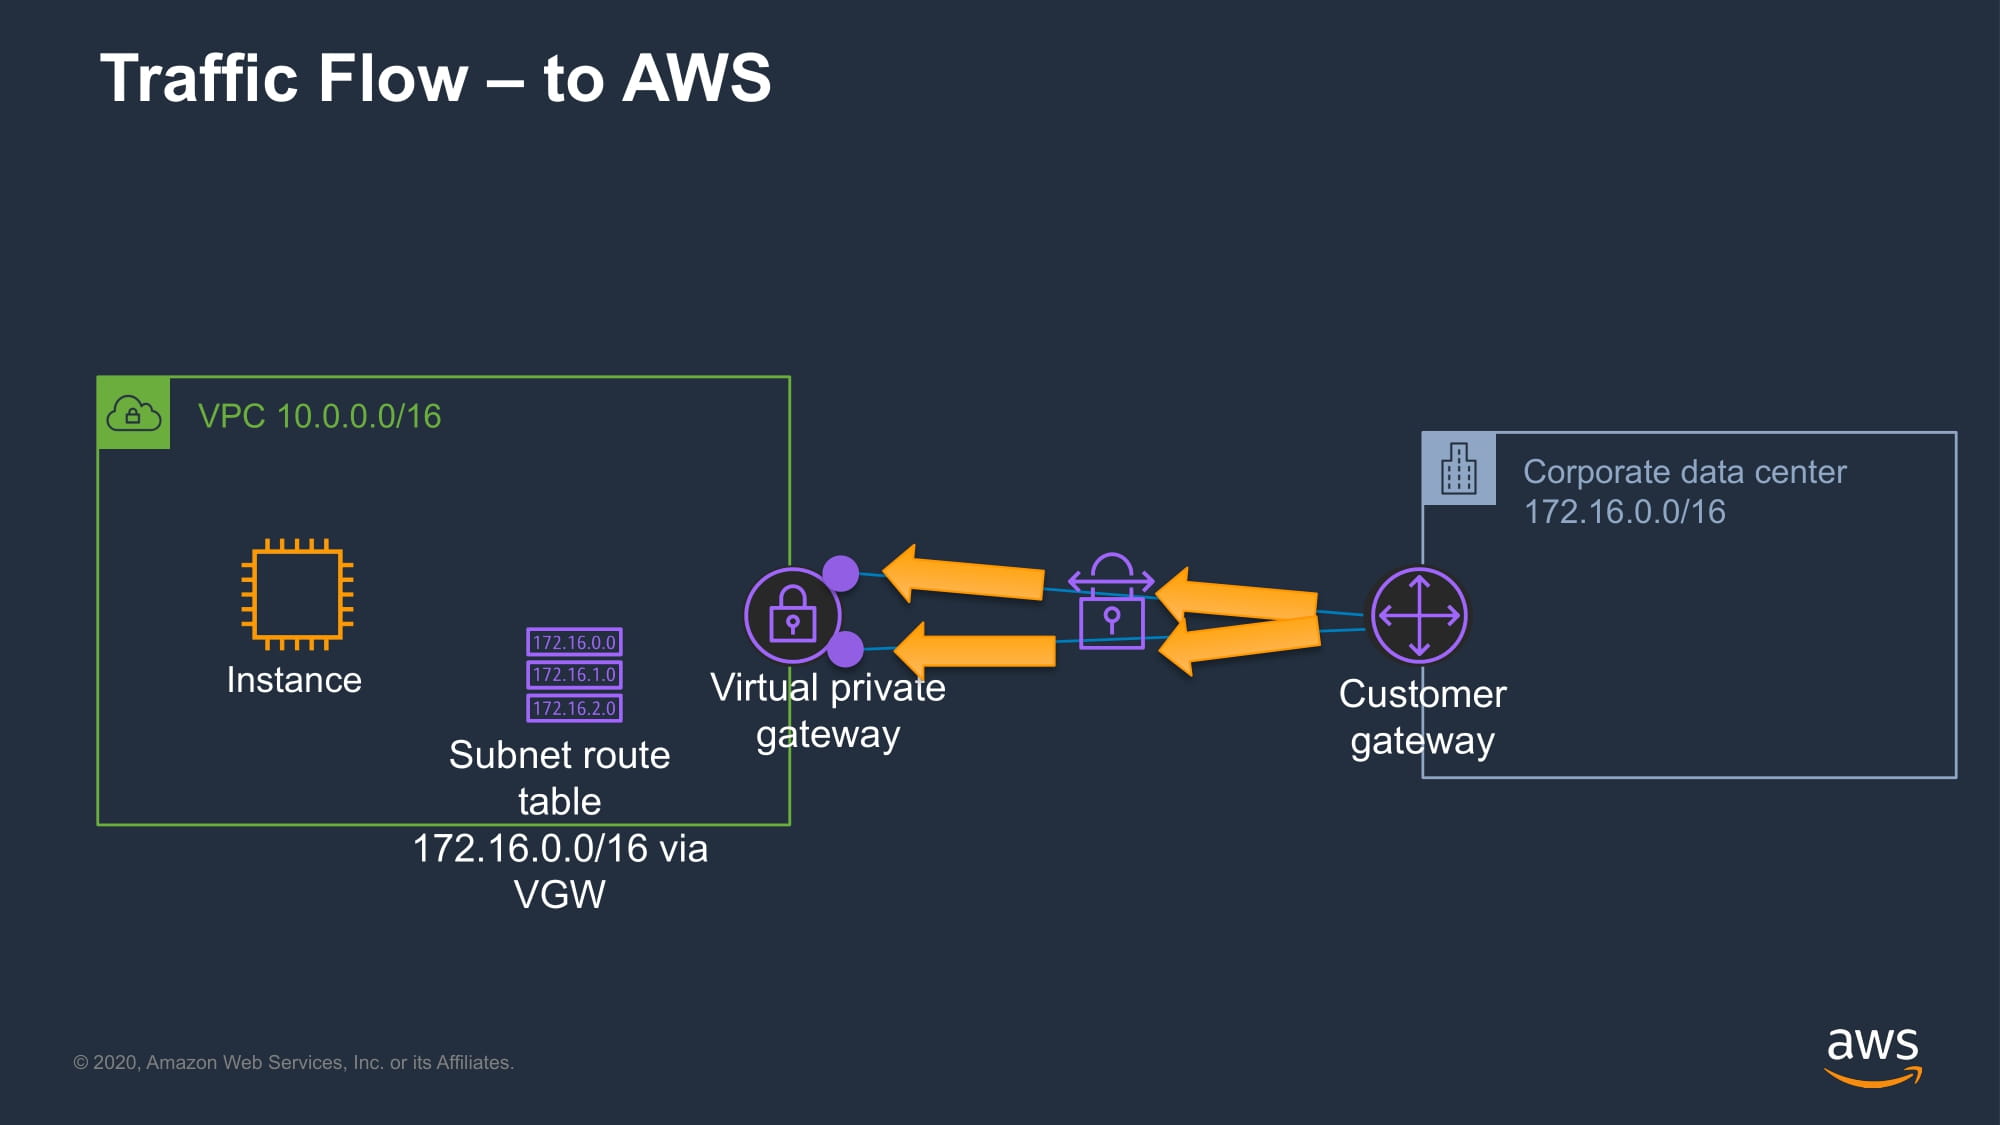 Traffic Flow – to AWS
VPC 10.0.0.0/16
Corporate data center
172.16.0.0/16
Instance
172.16.0.0
172.16.1.0
172.16.2.0
Subnet route
table
172.16.0.0/16 via
VGW
Virtual private
gateway
Customer
gateway
© 2020, Amazon Web Services, Inc. or its Affiliates.
aws